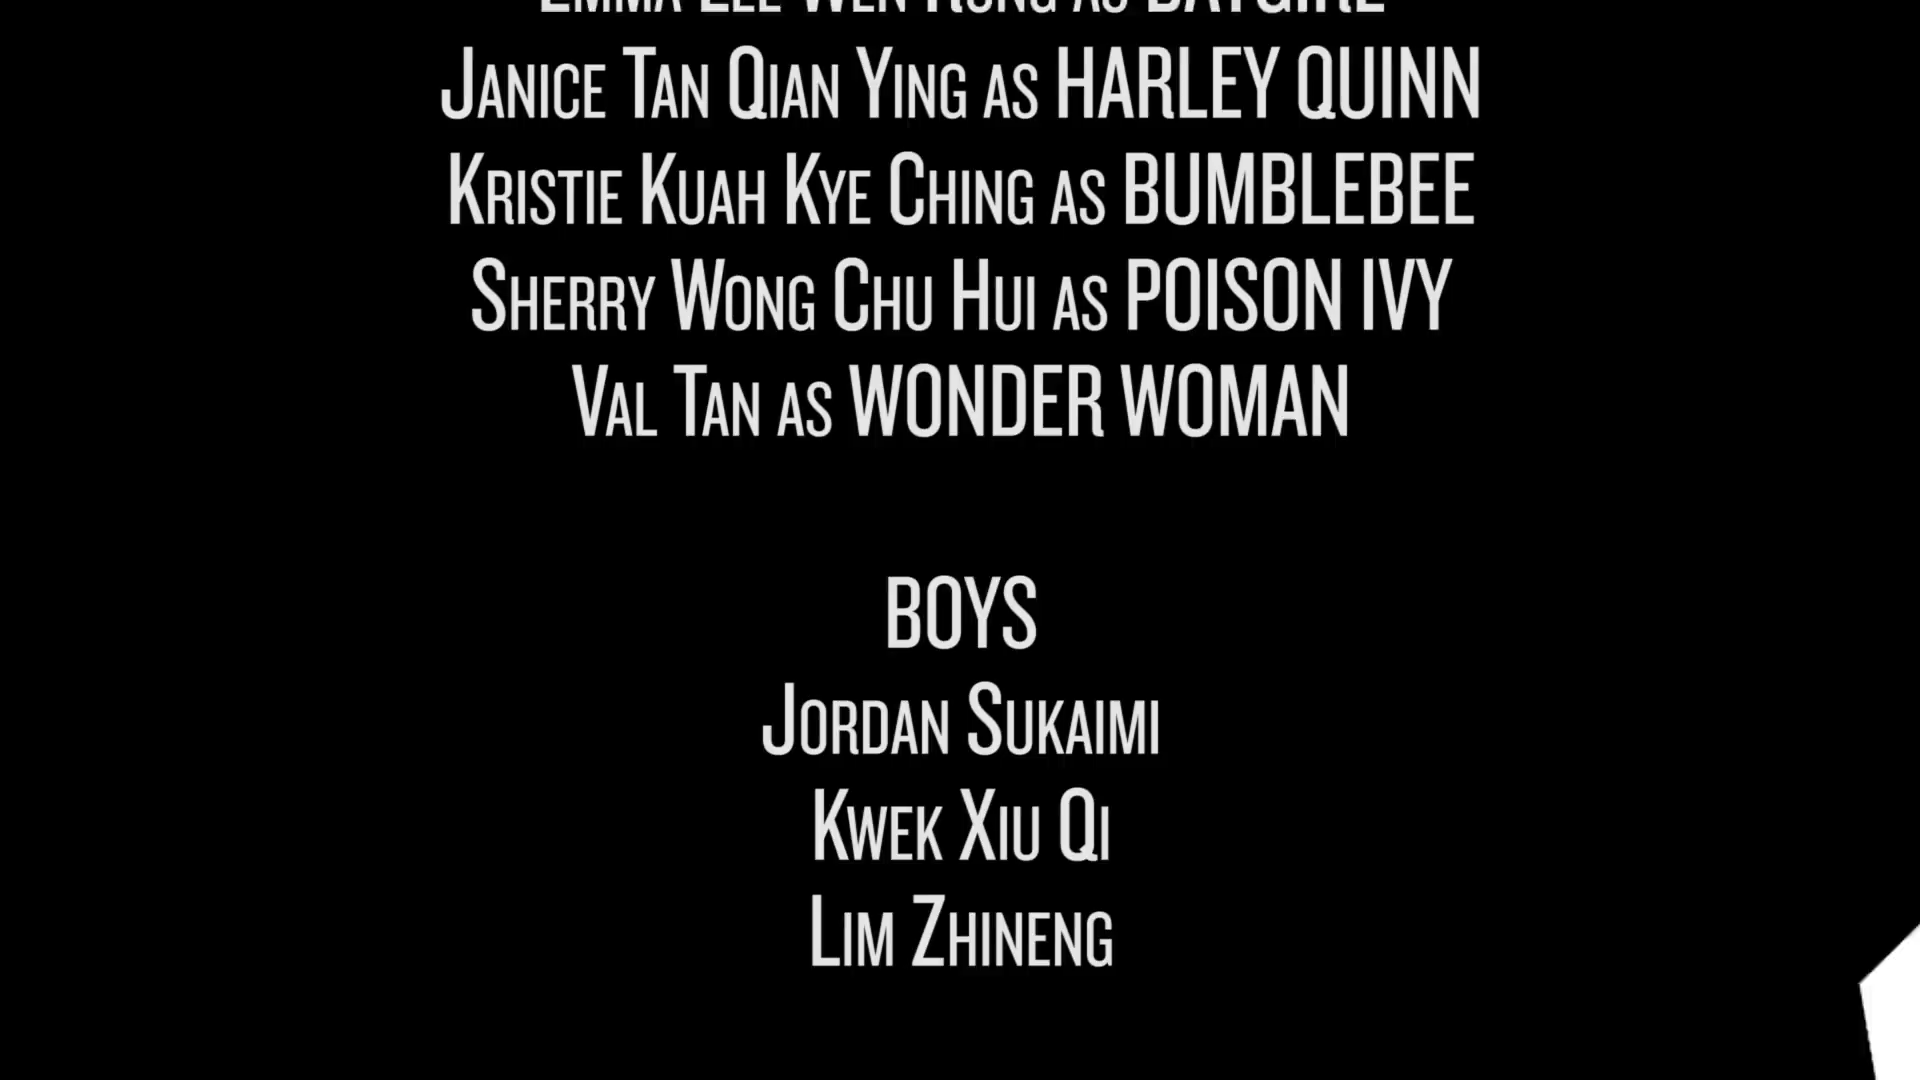 Janice Tan Qian Ying as HARLEY QUINN
Kristie Kuah Kye Ching as BUMBLEBEE
Sherry Wong Chu Hui as POISON IVY
Val Tan as WONDER WOMAN
BOYS
Jordan Sukaimi
Kwek Xiu Qi
Lim Zhineng